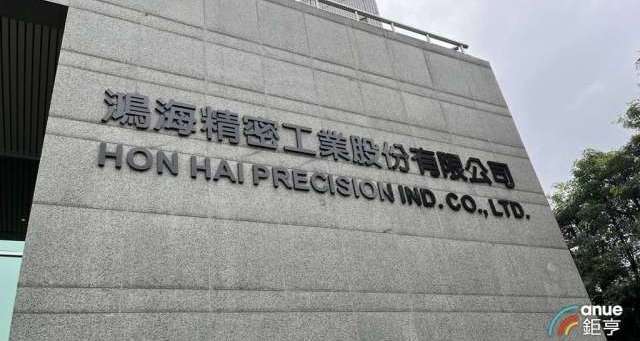 鴻海精密工業股份有限公司
HON HAI PRECISION IND. CO., LTD.
anue
鉅亨